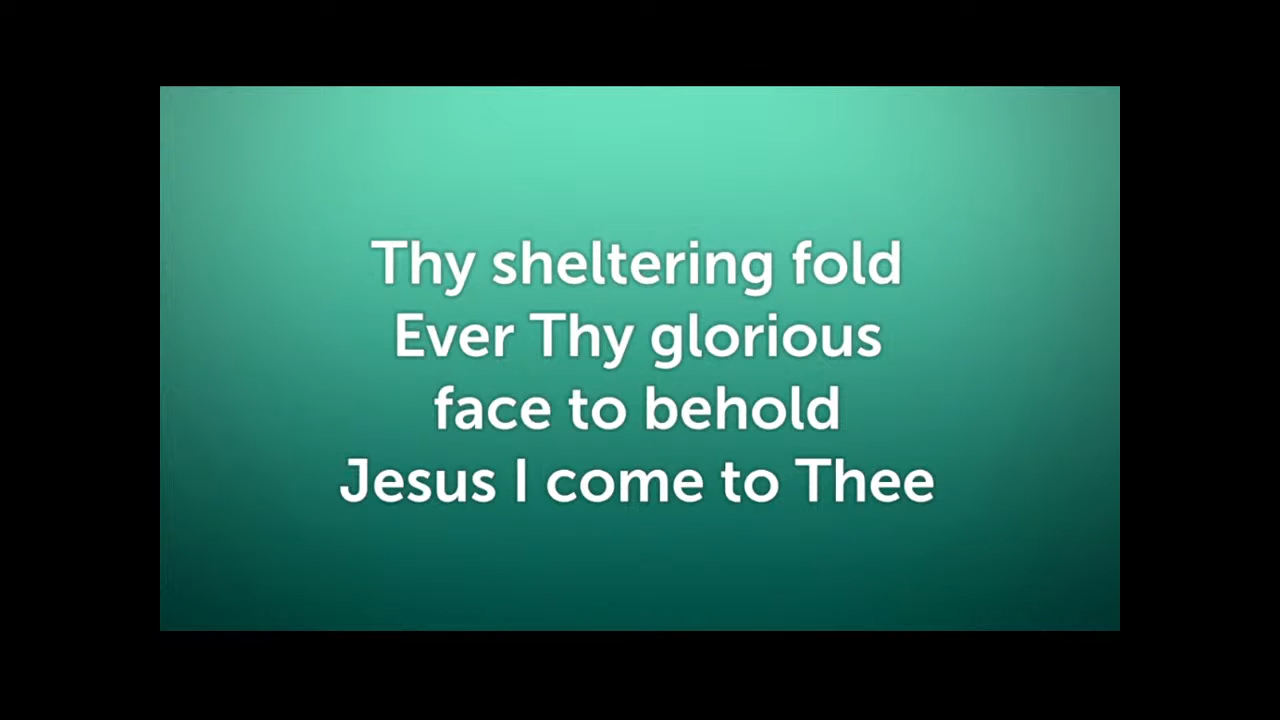 Thy sheltering fold
Ever Thy glorious
face to behold
Jesus I come to Thee